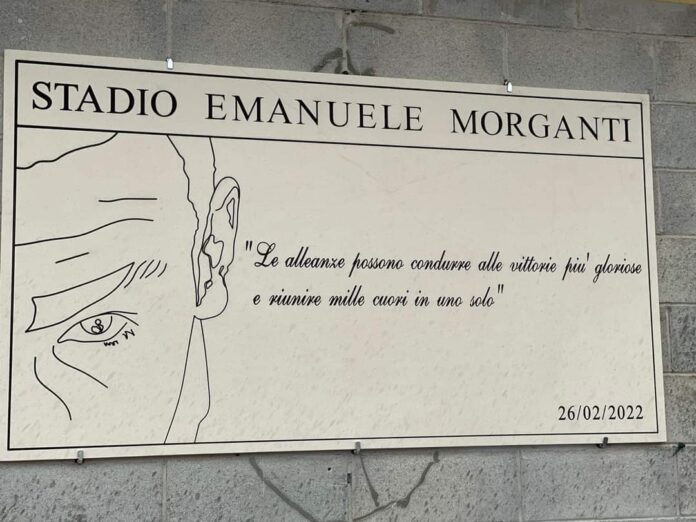 STADIO EMANUELE MORGANTI
"Le alleanze possono condurre alle vittorie piu' gloriose
e riunire mille cuori in uno solo"
26/02/2022